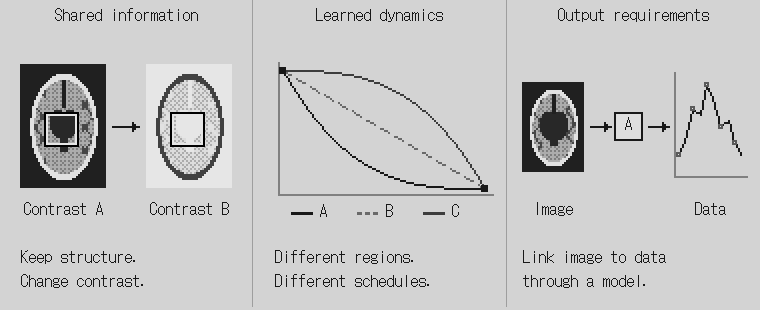 Shared information
Contrast A
Contrast B
Keep structure.
Change contrast.
Learned dynamics
A
B
C
Different regions.
Different schedules.
Output requirements
A
Image
Data
Link image to data
through a model.